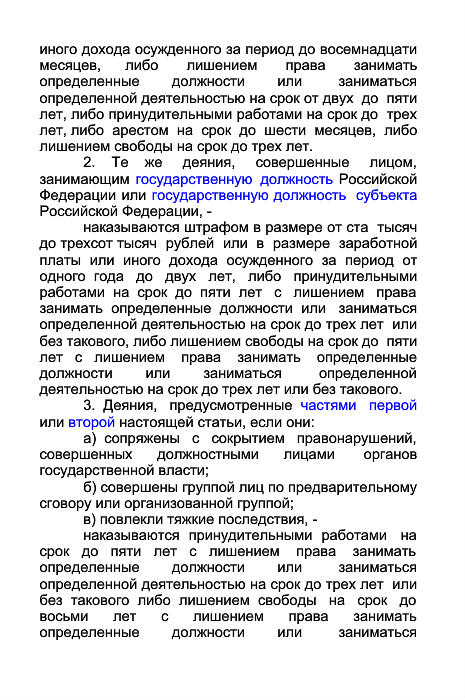 иного дохода осужденного за период до восемнадцати
месяцев, либо лишением права занимать
определенные должности или заниматься
определенной деятельностью на срок от двух до пяти
лет, либо принудительными работами на срок до трех
лет, либо арестом на срок до шести месяцев, либо
лишением свободы на срок до трех лет.
2. Те же деяния, совершенные лицом,
занимающим государственную должность Российской
Федерации или государственную должность субъекта
Российской Федерации, -
наказываются штрафом в размере от ста тысяч
до трехсот тысяч рублей или в размере заработной
платы или иного дохода осужденного за период от
одного года до двух лет, либо принудительными
работами на срок до пяти лет с лишением права
занимать определенные должности или заниматься
определенной деятельностью на срок до трех лет или
без такового, либо лишением свободы на срок до пяти
лет с лишением права занимать определенные
должности или заниматься определенной
деятельностью на срок до трех лет или без такового.
3. Деяния, предусмотренные частями первой
или второй настоящей статьи, если они:
а) сопряжены с сокрытием правонарушений,
совершенных должностными лицами органов
государственной власти;
б) совершены группой лиц по предварительному
сговору или организованной группой;
в) повлекли тяжкие последствия, -
наказываются принудительными работами на
срок до пяти лет с лишением права занимать
определенные должности или заниматься
определенной деятельностью на срок до трех лет или
без такового либо лишением свободы на срок до
восьми лет с лишением права занимать
определенные должности или заниматься